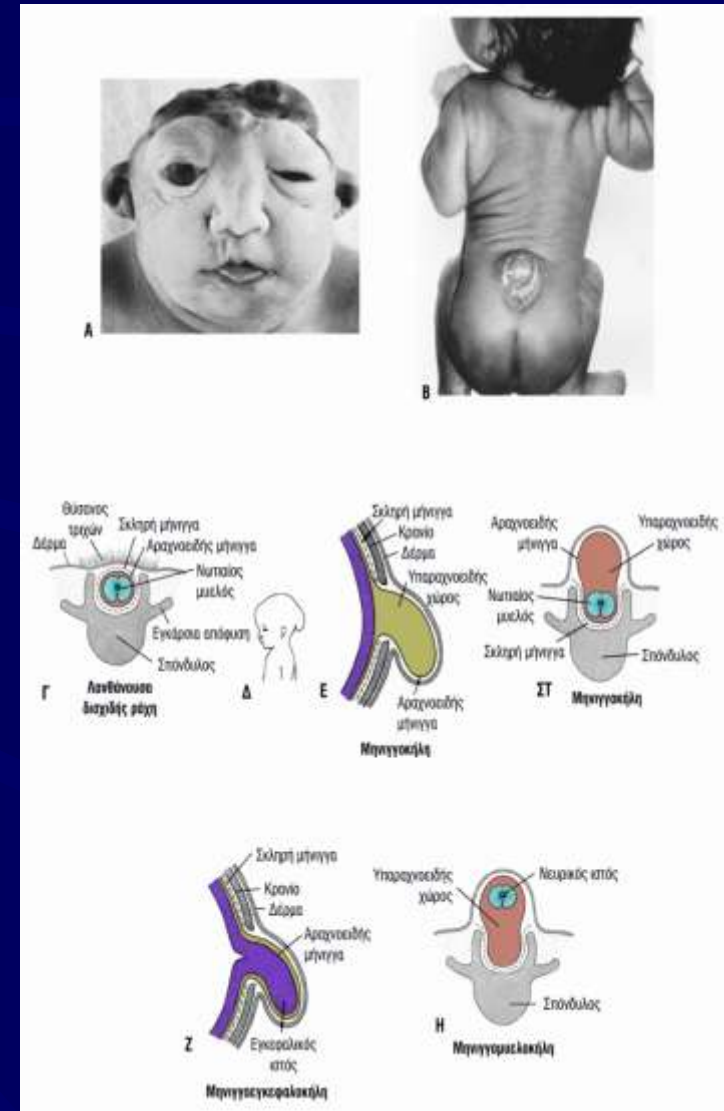 Α
Β
Θύσανος
τριχών
Δέρμα
Σκληρή μήνιγγα
Αραχνοειδής μήνιγγα
Νωτιαίος
μυελός
Εγκάρσια απόφυση
Σπόνδυλος
Γ
Λανθάνουσα
δισχιδής ράχη
Δ
Σκληρή μήνιγγα
Κρανίο
Δέρμα
Υπαραχνοειδής
χώρος
Αραχνοειδής
μήνιγγα
Ε
Μηνιγγοκήλη
Αραχνοειδής
μήνιγγα
Υπαραχνοειδής
χώρος
Νωτιαίος
μυελός
Σκληρή μήνιγγα
Σπόνδυλος
ΣΤ
Μηνιγγοκήλη
Σκληρή μήνιγγα
Κρανίο
Δέρμα
Αραχνοειδής
μήνιγγα
Ζ
Εγκεφαλικός
ιστός
Μηνιγγοεγκεφαλοκήλη
Υπαραχνοειδής
χώρος
Νευρικός ιστός
Σπόνδυλος
Η
Μηνιγγομυελοκήλη